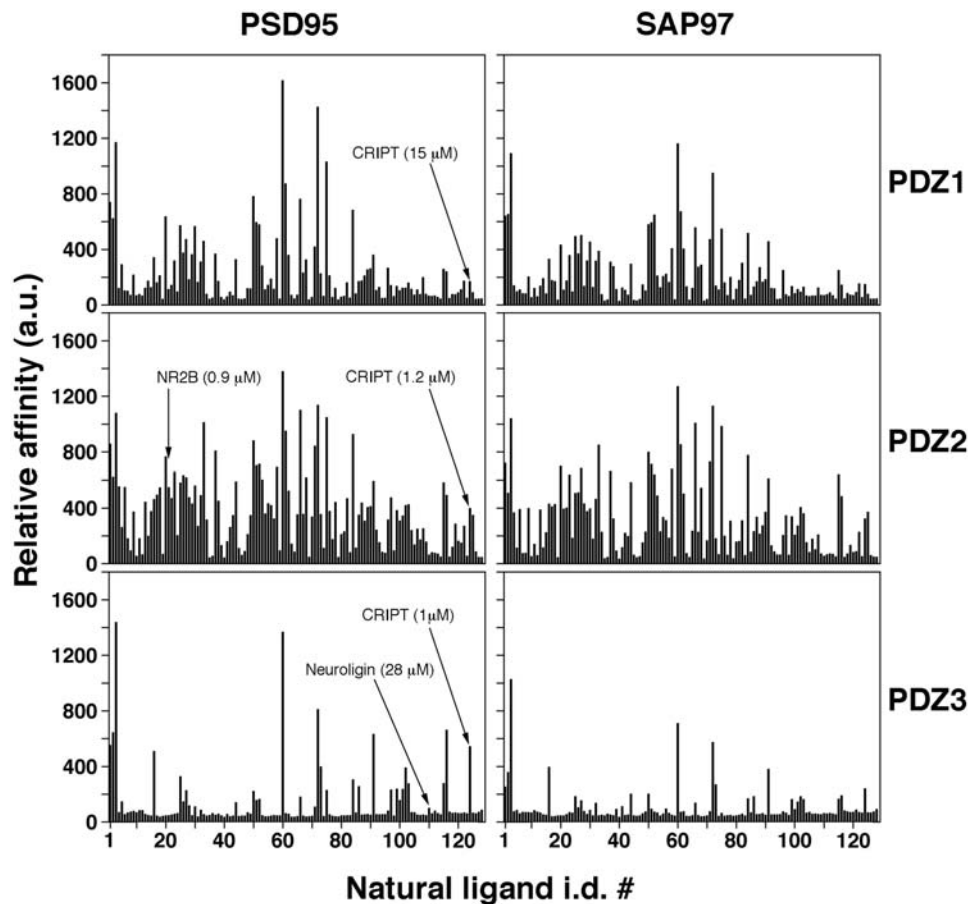 PSD95 SAP97
1600
1200
800
400
0
CRIPT (15 μM)
PDZ1
1600
1200
800
400
0
NR2B (0.9 μM)
CRIPT (1.2 μM)
PDZ2
1600
1200
800
400
0
CRIPT (1μM)
Neuroligin (28 μM)
PDZ3
Relative affinity (a.u.)
1 20 40 60 80 100 120 1 20 40 60 80 100 120
Natural ligand i.d. #